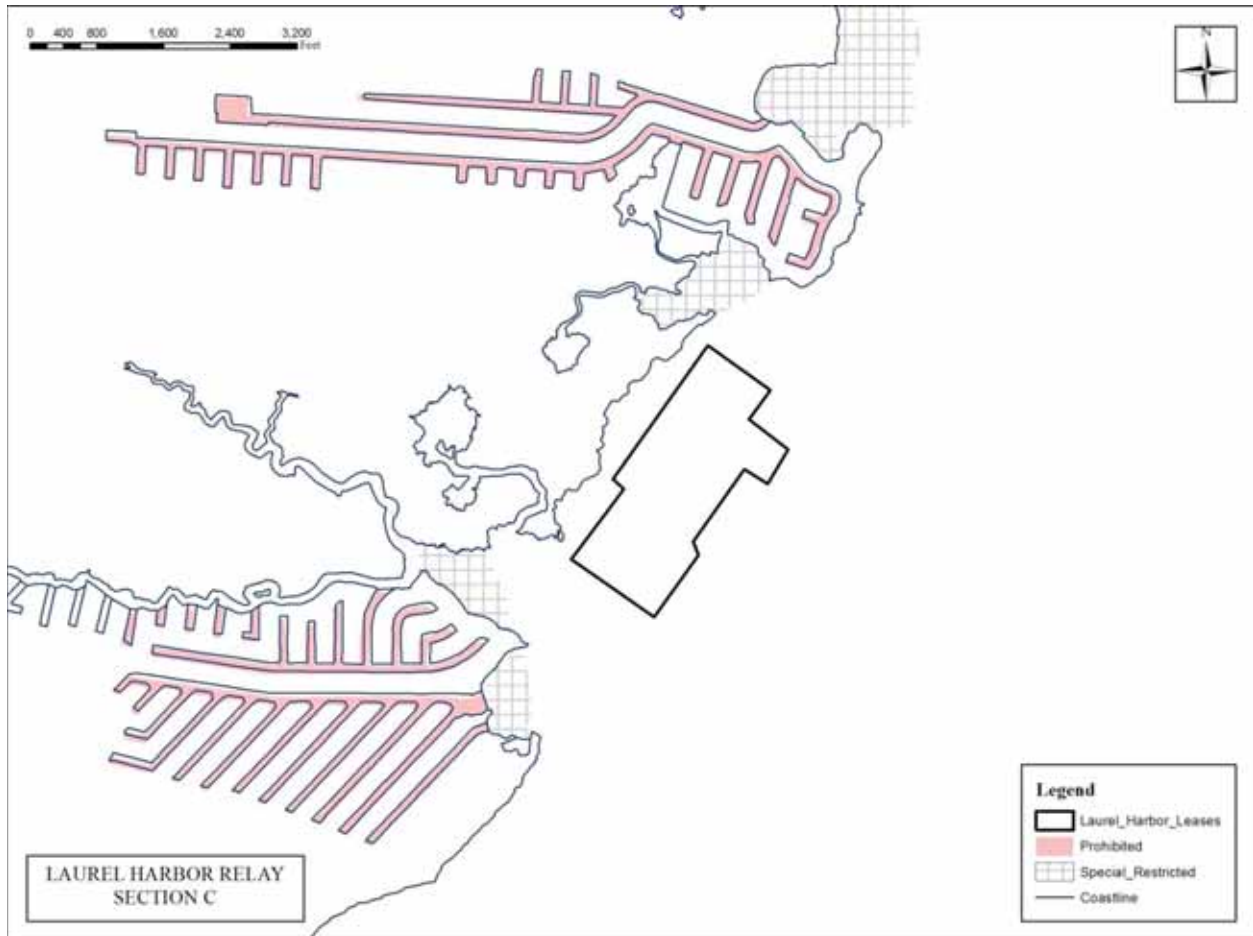 0 400 800 1,600 2,400 3,200
Feet
N
LAUREL HARBOR RELAY
SECTION C
Legend
Laurel_Harbor_Leases
Prohibited
Special_Restricted
Coastline